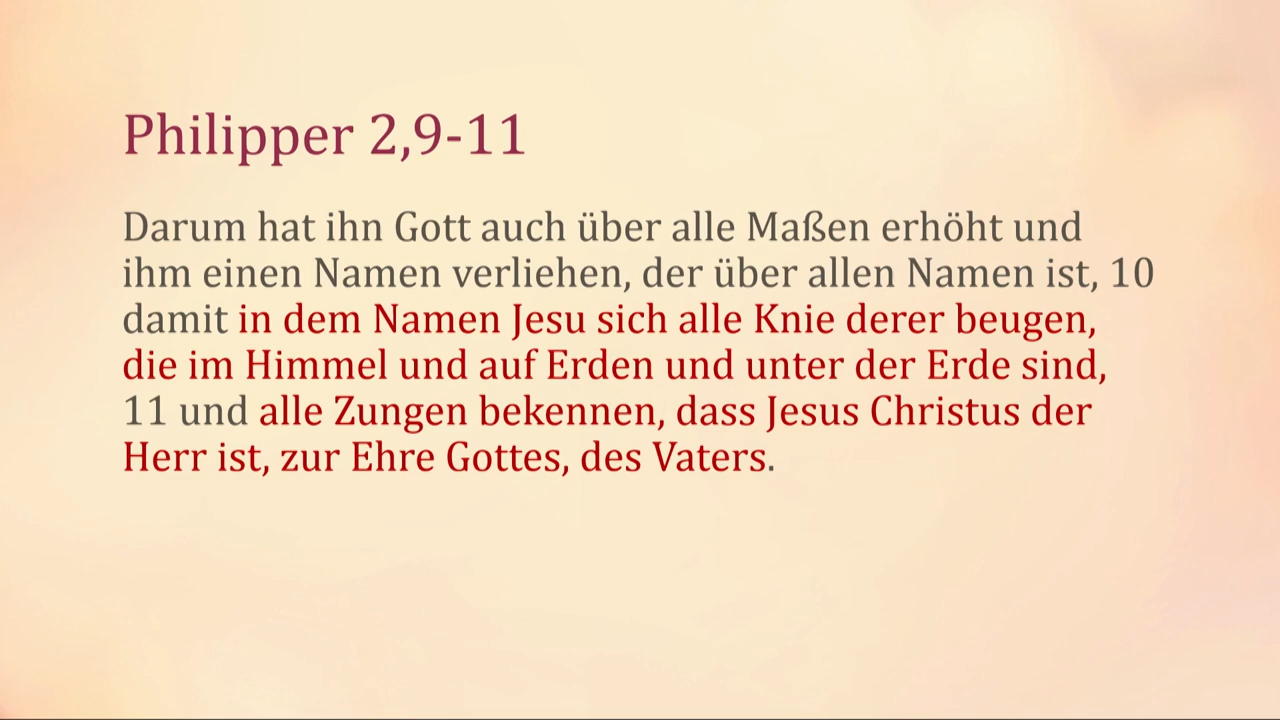 Philipper 2,9-11
Darum hat ihn Gott auch über alle Maßen erhöht und
ihm einen Namen verliehen, der über allen Namen ist, 10
damit in dem Namen Jesu sich alle Knie derer beugen,
die im Himmel und auf Erden und unter der Erde sind,
11 und alle Zungen bekennen, dass Jesus Christus der
Herr ist, zur Ehre Gottes, des Vaters.